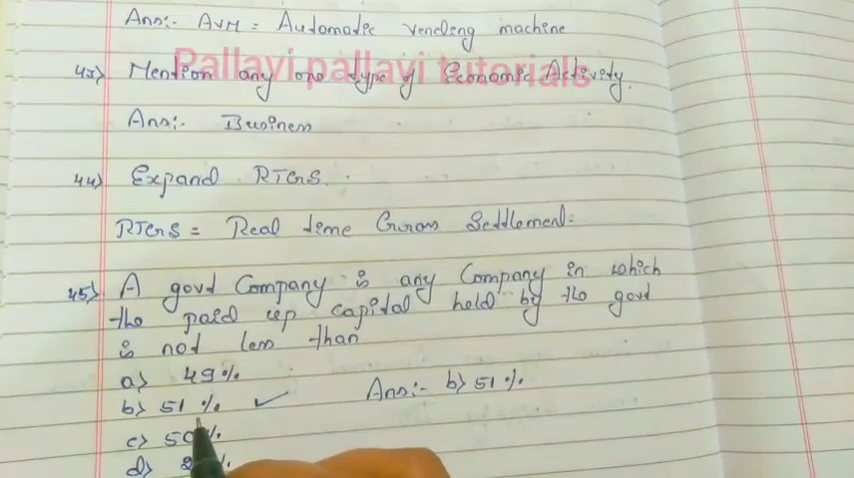 Ans:- AVM = Automatic vending machine
Pallavi pallavi tutorials
43) Mention any one type of Economic Activity.
Ans:- Business
44) Expand RTGS.
RTGS = Real time Gross Settlement.
45) A govt Company is any Company in which
the paid up capital held by the govt
is not less than
a) 49%
b) 51 % ✓ Ans:- b) 51 %
c) 50%
d)